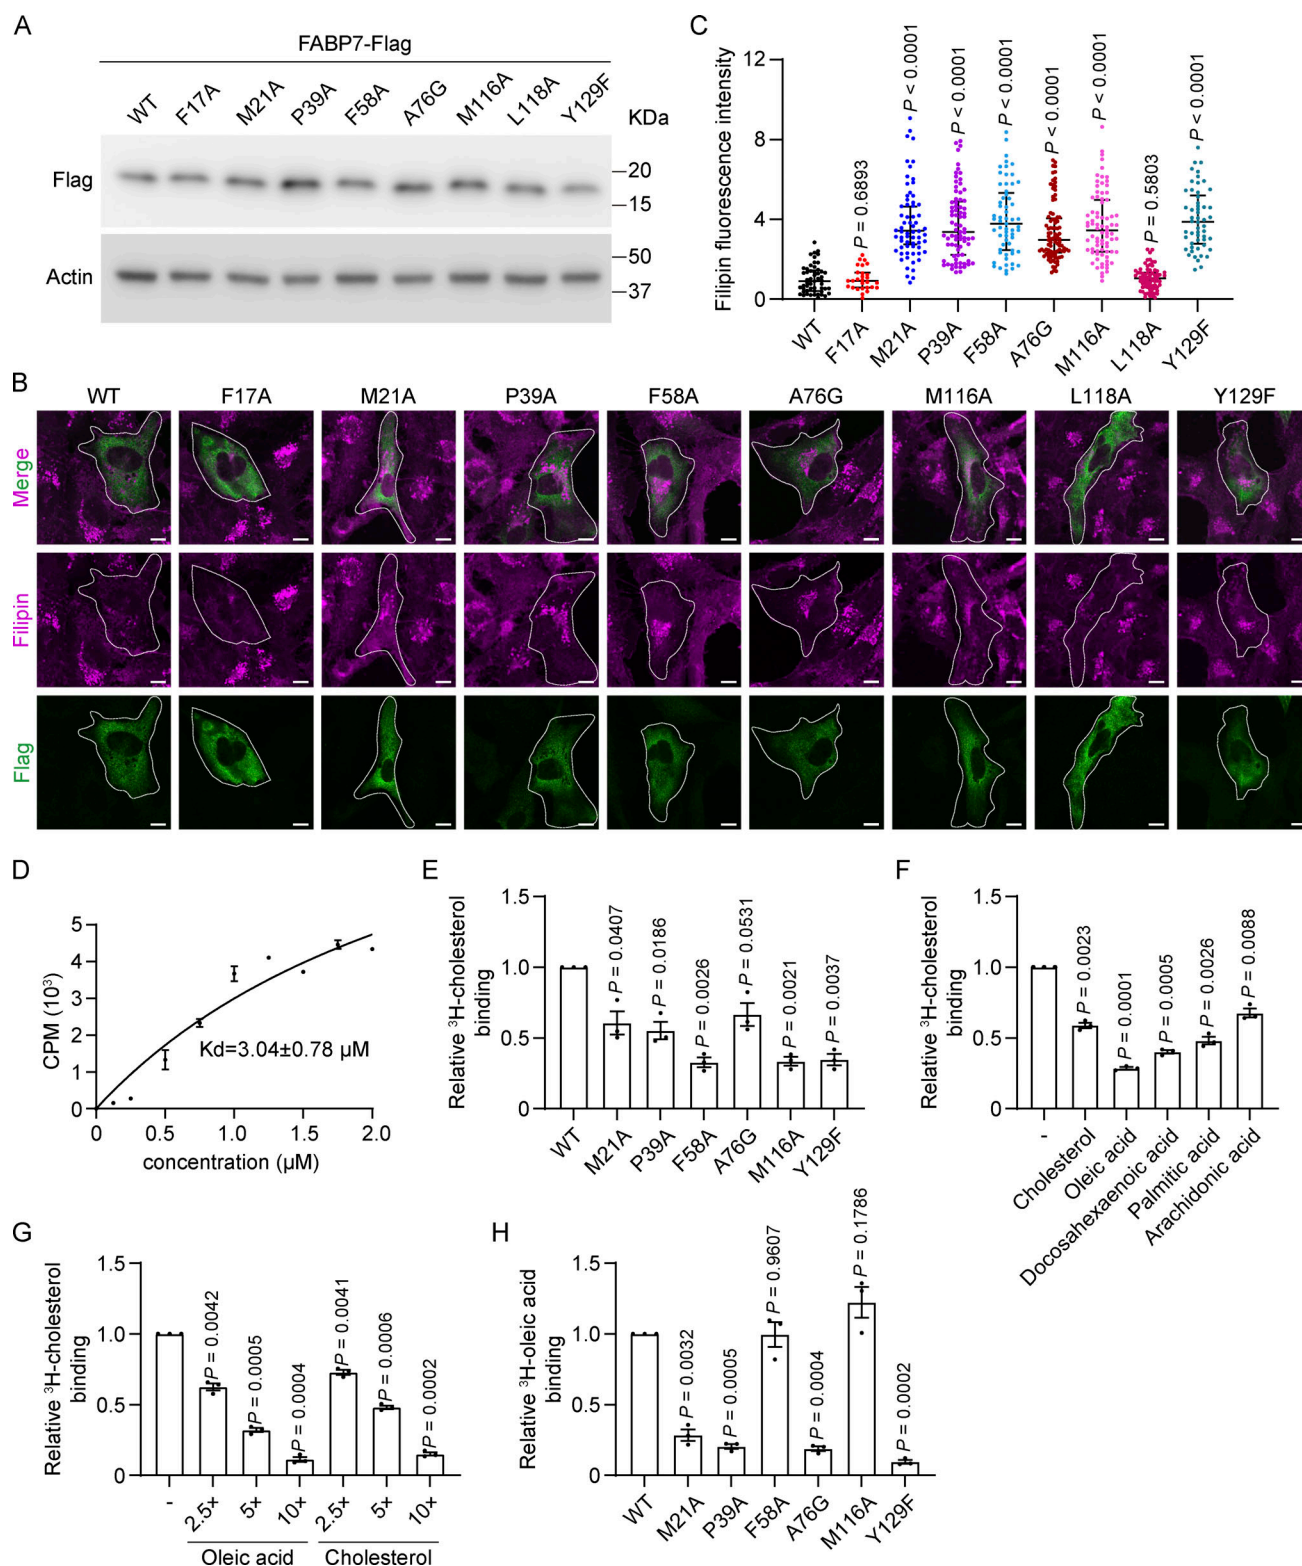 A
FABP7-Flag
WT F17A M21A P39A F58A A76G M116A L118A Y129F
KDa
Flag
–20
–15
Actin
–50
–37
C
Filipin fluorescence intensity
12
8
4
0
P = 0.6893
P < 0.0001
P < 0.0001
P < 0.0001
P < 0.0001
P < 0.0001
P = 0.5803
P < 0.0001
WT F17A M21A P39A F58A A76G M116A L118A Y129F
B
WT F17A M21A P39A F58A A76G M116A L118A Y129F
Merge
Filipin
Flag
D
CPM (10³)
5
4
3
2
1
0
Kd=3.04±0.78 µM
0 0.5 1.0 1.5 2.0
concentration (µM)
E
Relative ³H-cholesterol
binding
1.5
1.0
0.5
0
P = 0.0407
P = 0.0186
P = 0.0026
P = 0.0531
P = 0.0021
P = 0.0037
WT M21A P39A F58A A76G M116A Y129F
F
Relative ³H-cholesterol
binding
1.5
1.0
0.5
0
P = 0.0023
P = 0.0001
P = 0.0005
P = 0.0026
P = 0.0088
-
Cholesterol
Oleic acid
Docosahexaenoic acid
Palmitic acid
Arachidonic acid
G
Relative ³H-cholesterol
binding
1.5
1.0
0.5
0
P = 0.0042
P = 0.0005
P = 0.0004
P = 0.0041
P = 0.0006
P = 0.0002
- 2.5× 5× 10× 2.5× 5× 10×
Oleic acid Cholesterol
H
Relative ³H-oleic acid
binding
1.5
1.0
0.5
0
P = 0.0032
P = 0.0005
P = 0.9607
P = 0.0004
P = 0.1786
P = 0.0002
WT M21A P39A F58A A76G M116A Y129F